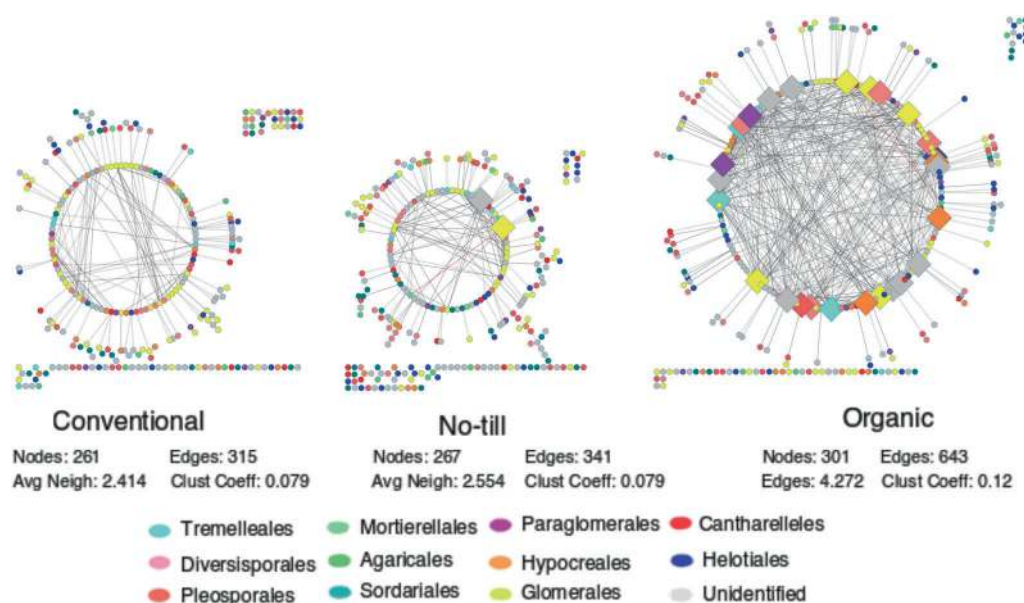 Conventional
Nodes: 261 Edges: 315
Avg Neigh: 2.414 Clust Coeff: 0.079
No-till
Nodes: 267 Edges: 341
Avg Neigh: 2.554 Clust Coeff: 0.079
Organic
Nodes: 301 Edges: 643
Edges: 4.272 Clust Coeff: 0.12
Tremelleales Mortierellales Paraglomerales Cantharelleles
Diversisporales Agaricales Hypocreales Helotiales
Pleosporales Sordariales Glomerales Unidentified